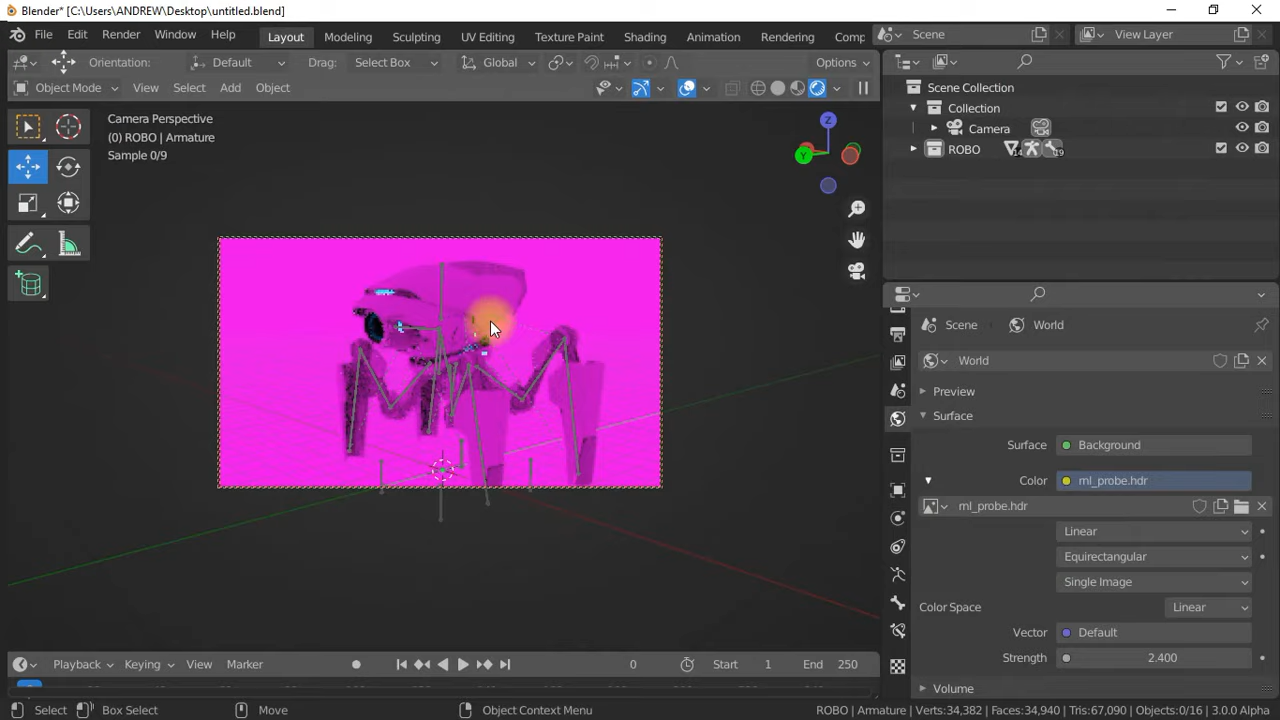 Blender* [C:\Users\ANDREW\Desktop\untitled.blend]
File Edit Render Window Help Layout Modeling Sculpting UV Editing Texture Paint Shading Animation Rendering Comp Scene View Layer
Orientation: Default Drag: Select Box Global Options
Object Mode View Select Add Object
Camera Perspective
(0) ROBO | Armature
Sample 0/9
Z
Y
Scene Collection
Collection
Camera
ROBO 14 19
Scene World
World
Preview
Surface
Surface Background
Color ml_probe.hdr
ml_probe.hdr
Linear
Equirectangular
Single Image
Color Space Linear
Vector Default
Strength 2.400
Volume
Playback Keying View Marker 0 Start 1 End 250
Select Box Select Move Object Context Menu ROBO | Armature | Verts:34,382 | Faces:34,940 | Tris:67,090 | Objects:0/16 | 3.0.0 Alpha